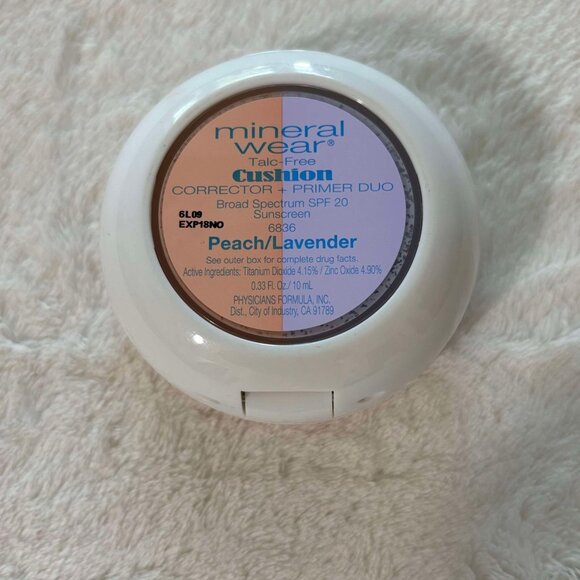 mineral
wear®
Talc-Free
Cushion
CORRECTOR + PRIMER DUO
Broad Spectrum SPF 20
Sunscreen
6836
6L09
EXP18NO
Peach/Lavender
See outer box for complete drug facts.
Active Ingredients: Titanium Dioxide 4.15% / Zinc Oxide 4.90%
0.33 Fl. Oz./ 10 mL
PHYSICIANS FORMULA, INC.
Dist., City of Industry, CA 91789